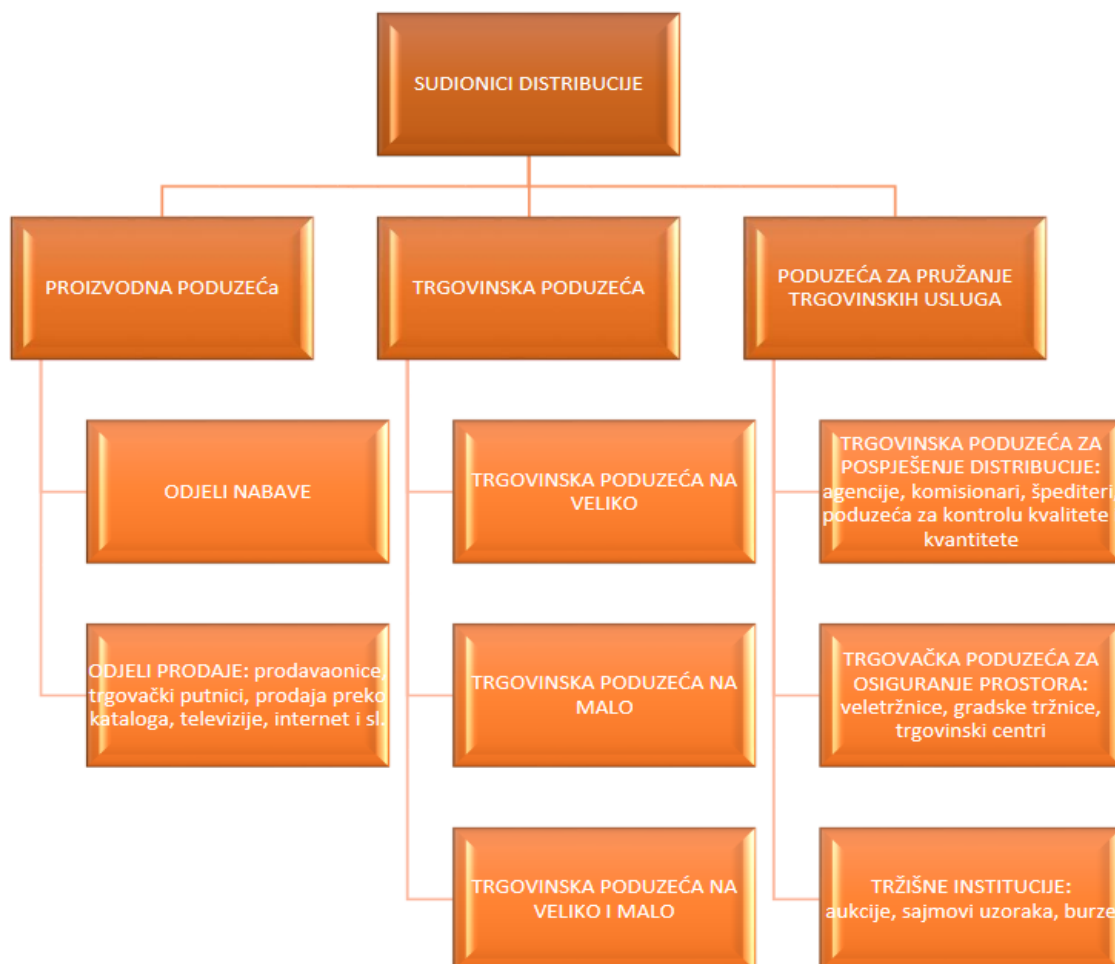 SUDIONICI DISTRIBUCIJE
PROIZVODNA PODUZEĆa
TRGOVINSKA PODUZEĆA
PODUZEĆA ZA PRUŽANJE
TRGOVINSKIH USLUGA
ODJELI NABAVE
ODJELI PRODAJE: prodavaonice,
trgovački putnici, prodaja preko
kataloga, televizije, internet i sl.
TRGOVINSKA PODUZEĆA NA
VELIKO
TRGOVINSKA PODUZEĆA NA
MALO
TRGOVINSKA PODUZEĆA NA
VELIKO I MALO
TRGOVINSKA PODUZEĆA ZA
POSPJEŠENJE DISTRIBUCIJE:
agencije, komisionari, špediteri,
poduzeća za kontrolu kvalitete i
kvantitete
TRGOVAČKA PODUZEĆA ZA
OSIGURANJE PROSTORA:
veletržnice, gradske tržnice,
trgovinski centri
TRŽIŠNE INSTITUCIJE:
aukcije, sajmovi uzoraka, burze